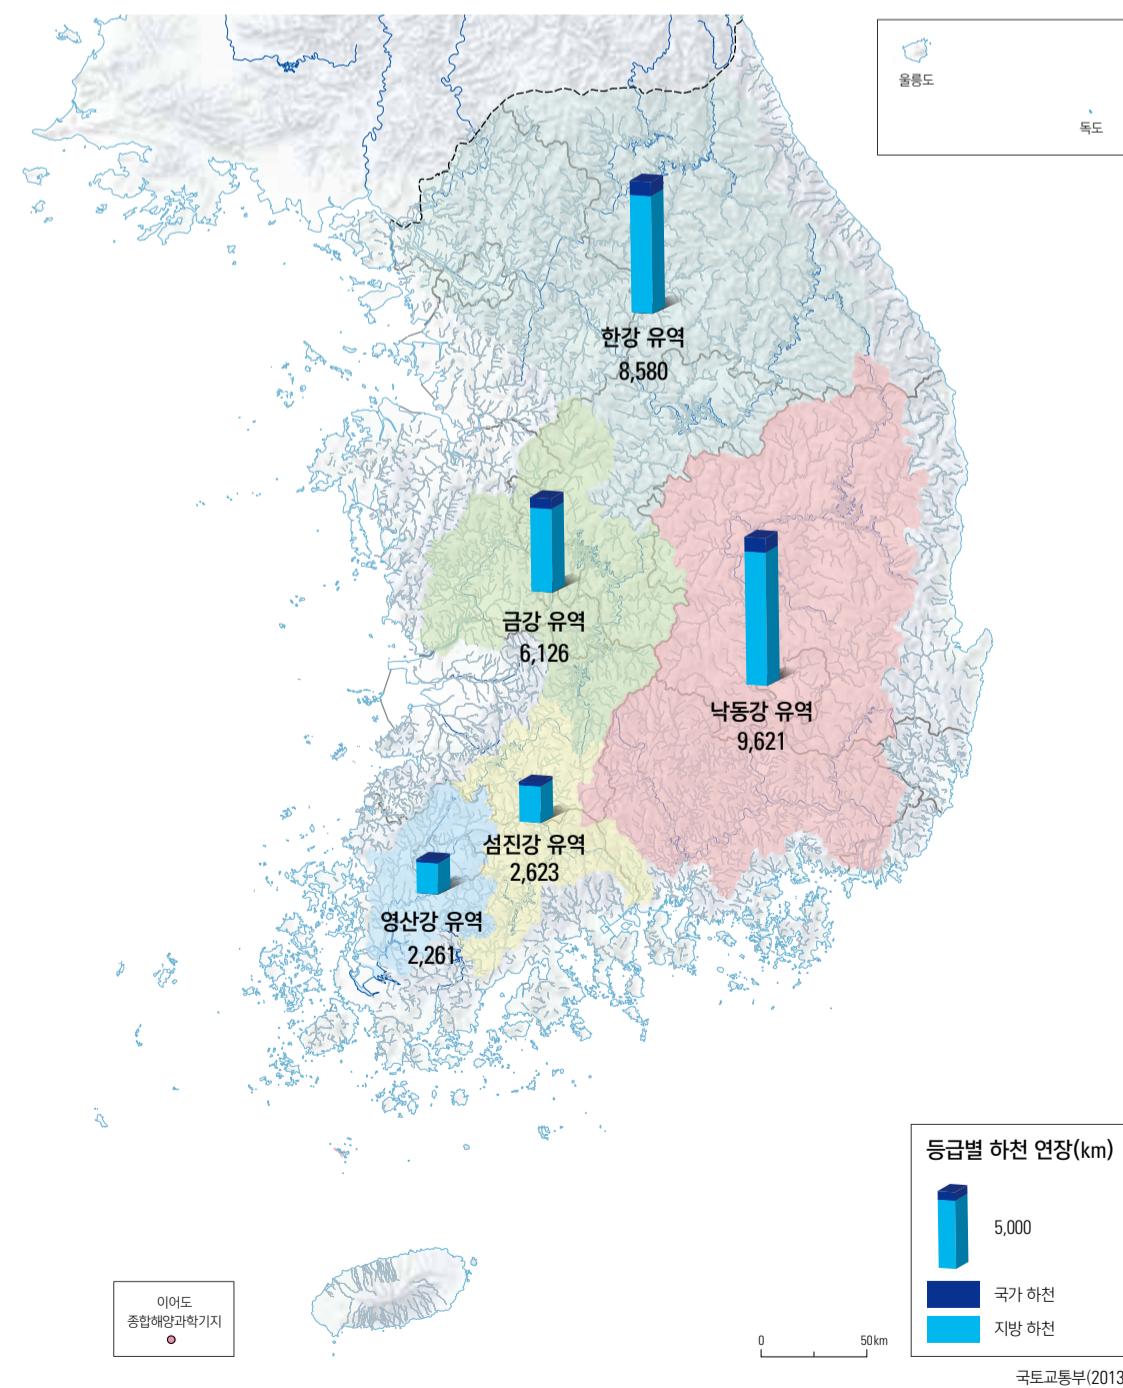 울릉도
독도
한강 유역
8,580
금강 유역
6,126
낙동강 유역
9,621
섬진강 유역
2,623
영산강 유역
2,261
등급별 하천 연장(km)
5,000
국가 하천
지방 하천
이어도
종합해양과학기지
0 50km
국토교통부(2013